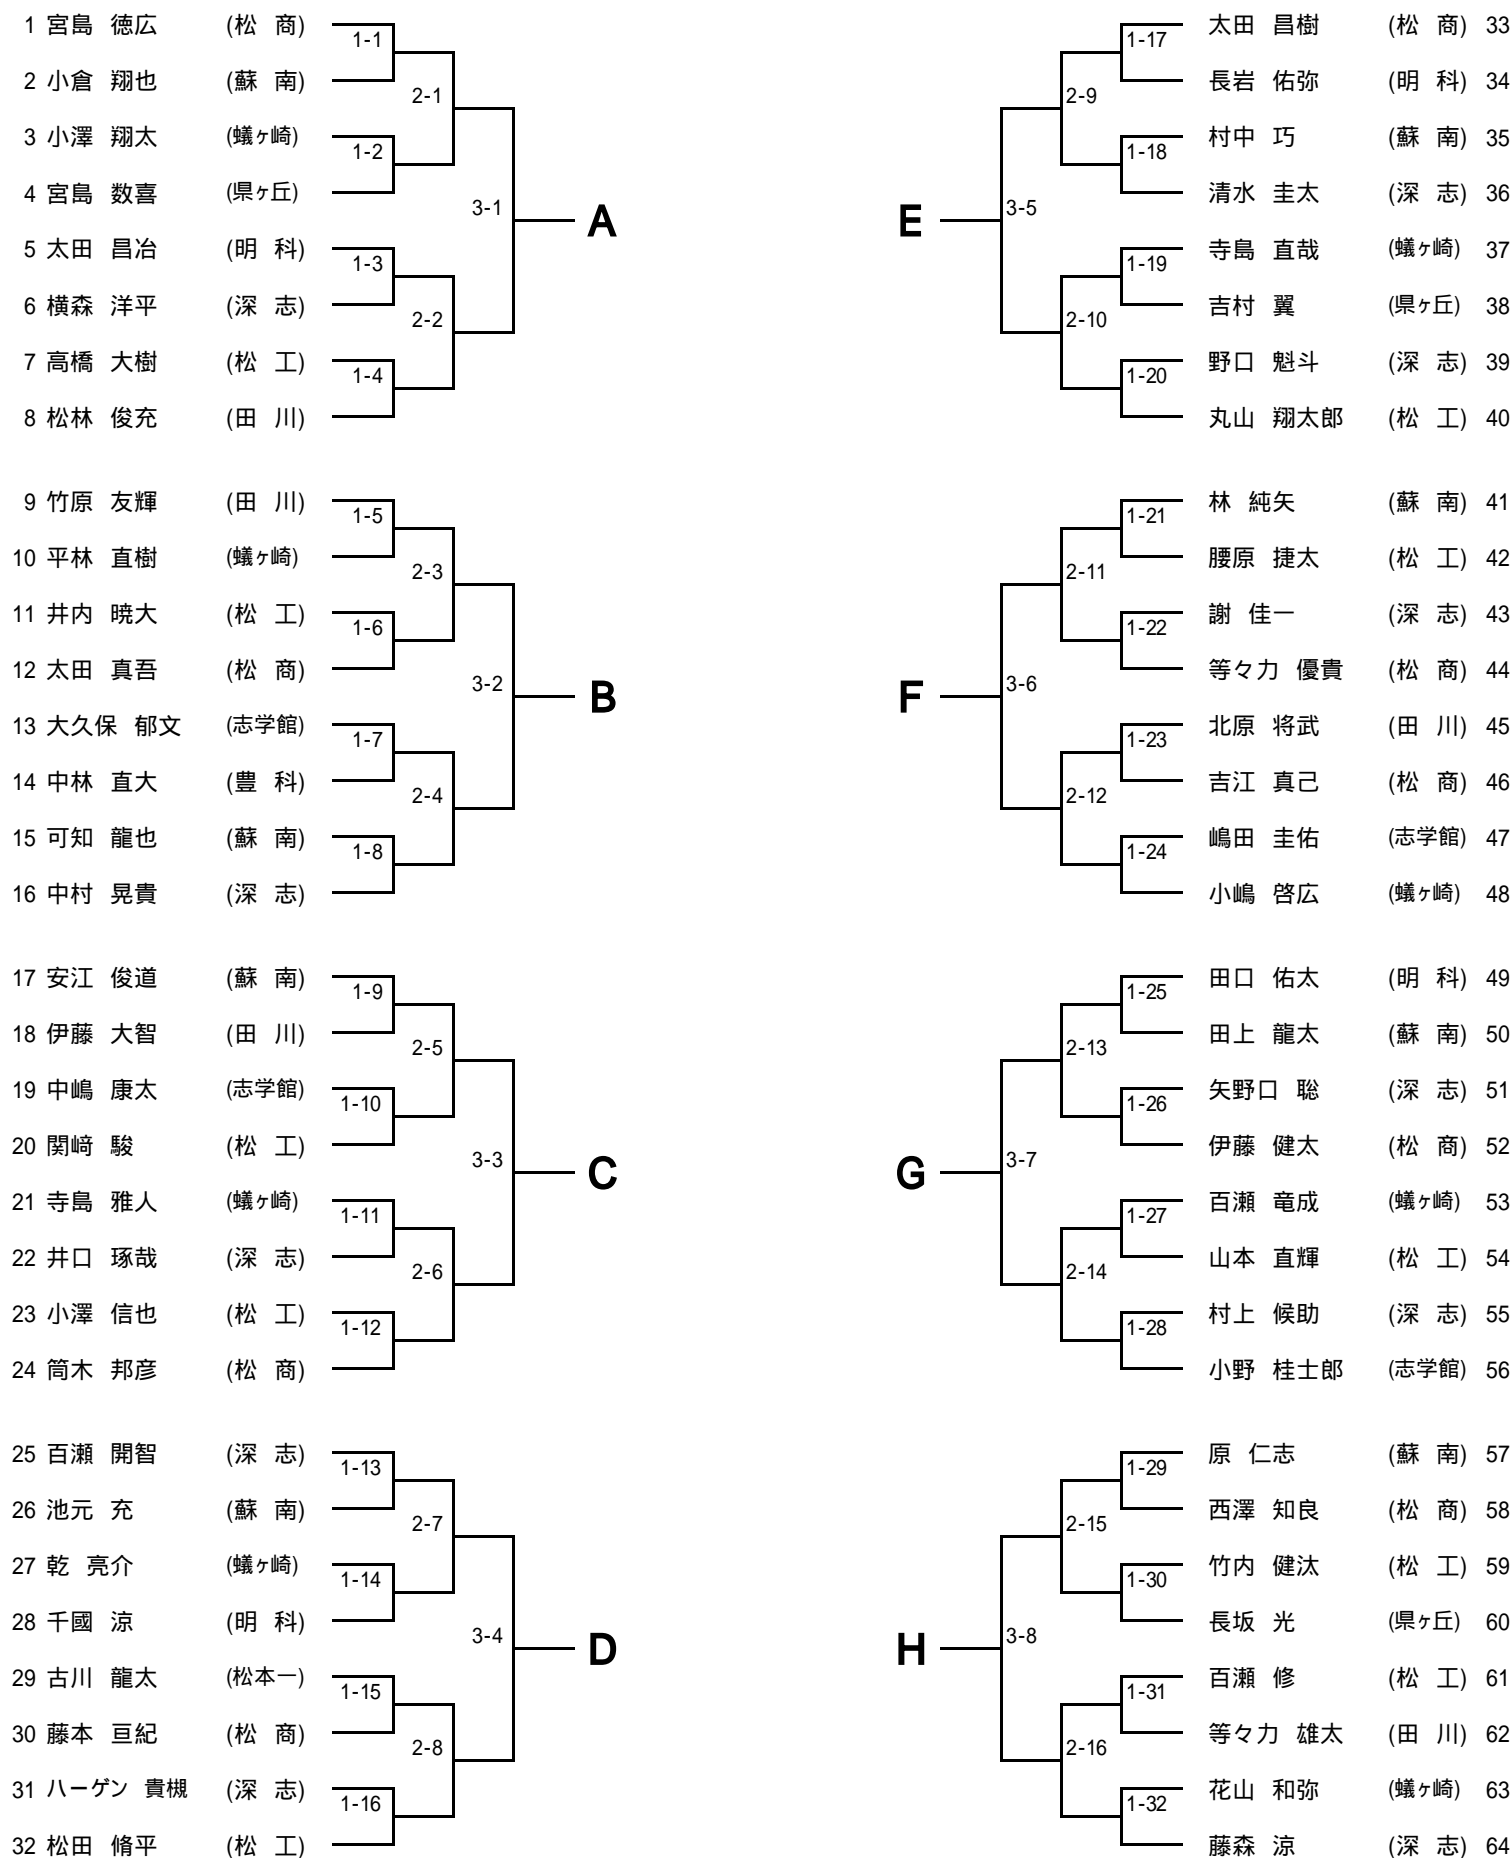 1 宮島 徳広 (松 商)
1-1
2 小倉 翔也 (蘇 南)
2-1
3 小澤 翔太 (蟻ヶ崎)
1-2
4 宮島 数喜 (県ヶ丘)
3-1
A
5 太田 昌冶 (明 科)
1-3
6 横森 洋平 (深 志)
2-2
7 高橋 大樹 (松 工)
1-4
8 松林 俊充 (田 川)
9 竹原 友輝 (田 川)
1-5
10 平林 直樹 (蟻ヶ崎)
2-3
11 井内 暁大 (松 工)
1-6
12 太田 真吾 (松 商)
3-2
B
13 大久保 郁文 (志学館)
1-7
14 中林 直大 (豊 科)
2-4
15 可知 龍也 (蘇 南)
1-8
16 中村 晃貴 (深 志)
17 安江 俊道 (蘇 南)
1-9
18 伊藤 大智 (田 川)
2-5
19 中嶋 康太 (志学館)
1-10
20 関﨑 駿 (松 工)
3-3
C
21 寺島 雅人 (蟻ヶ崎)
1-11
22 井口 琢哉 (深 志)
2-6
23 小澤 信也 (松 工)
1-12
24 筒木 邦彦 (松 商)
25 百瀬 開智 (深 志)
1-13
26 池元 充 (蘇 南)
2-7
27 乾 亮介 (蟻ヶ崎)
1-14
28 千國 涼 (明 科)
3-4
D
29 古川 龍太 (松本一)
1-15
30 藤本 亘紀 (松 商)
2-8
31 ハーゲン 貴槻 (深 志)
1-16
32 松田 脩平 (松 工)
太田 昌樹 (松 商) 33
1-17
長岩 佑弥 (明 科) 34
2-9
村中 巧 (蘇 南) 35
1-18
清水 圭太 (深 志) 36
3-5
E
寺島 直哉 (蟻ヶ崎) 37
1-19
吉村 翼 (県ヶ丘) 38
2-10
野口 魁斗 (深 志) 39
1-20
丸山 翔太郎 (松 工) 40
林 純矢 (蘇 南) 41
1-21
腰原 捷太 (松 工) 42
2-11
謝 佳一 (深 志) 43
1-22
等々力 優貴 (松 商) 44
3-6
F
北原 将武 (田 川) 45
1-23
吉江 真己 (松 商) 46
2-12
嶋田 圭佑 (志学館) 47
1-24
小嶋 啓広 (蟻ヶ崎) 48
田口 佑太 (明 科) 49
1-25
田上 龍太 (蘇 南) 50
2-13
矢野口 聡 (深 志) 51
1-26
伊藤 健太 (松 商) 52
3-7
G
百瀬 竜成 (蟻ヶ崎) 53
1-27
山本 直輝 (松 工) 54
2-14
村上 候助 (深 志) 55
1-28
小野 桂士郎 (志学館) 56
原 仁志 (蘇 南) 57
1-29
西澤 知良 (松 商) 58
2-15
竹内 健汰 (松 工) 59
1-30
長坂 光 (県ヶ丘) 60
3-8
H
百瀬 修 (松 工) 61
1-31
等々力 雄太 (田 川) 62
2-16
花山 和弥 (蟻ヶ崎) 63
1-32
藤森 涼 (深 志) 64